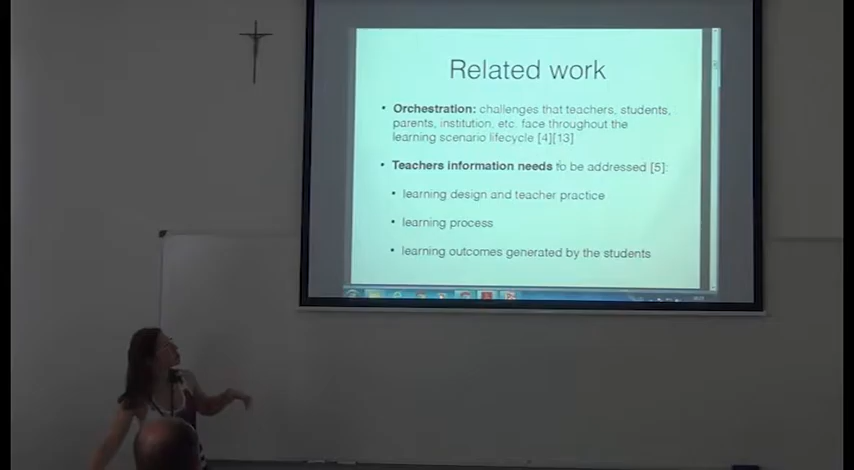 Related work
• Orchestration: challenges that teachers, students,
parents, institution, etc. face throughout the
learning scenario lifecycle [4][13]
• Teachers information needs to be addressed [5]:
• learning design and teacher practice
• learning process
• learning outcomes generated by the students